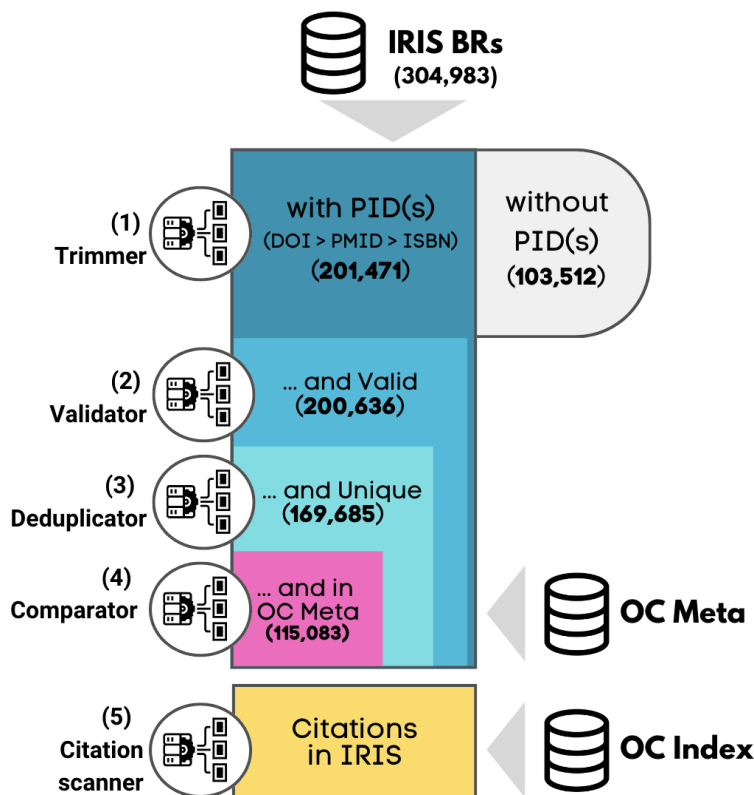 IRIS BRs
(304,983)
(1)
Trimmer
with PID(s)
(DOI > PMID > ISBN)
(201,471)
without
PID(s)
(103,512)
(2)
Validator
... and Valid
(200,636)
(3)
Deduplicator
... and Unique
(169,685)
(4)
Comparator
... and in
OC Meta
(115,083)
OC Meta
(5)
Citation
scanner
Citations
in IRIS
OC Index